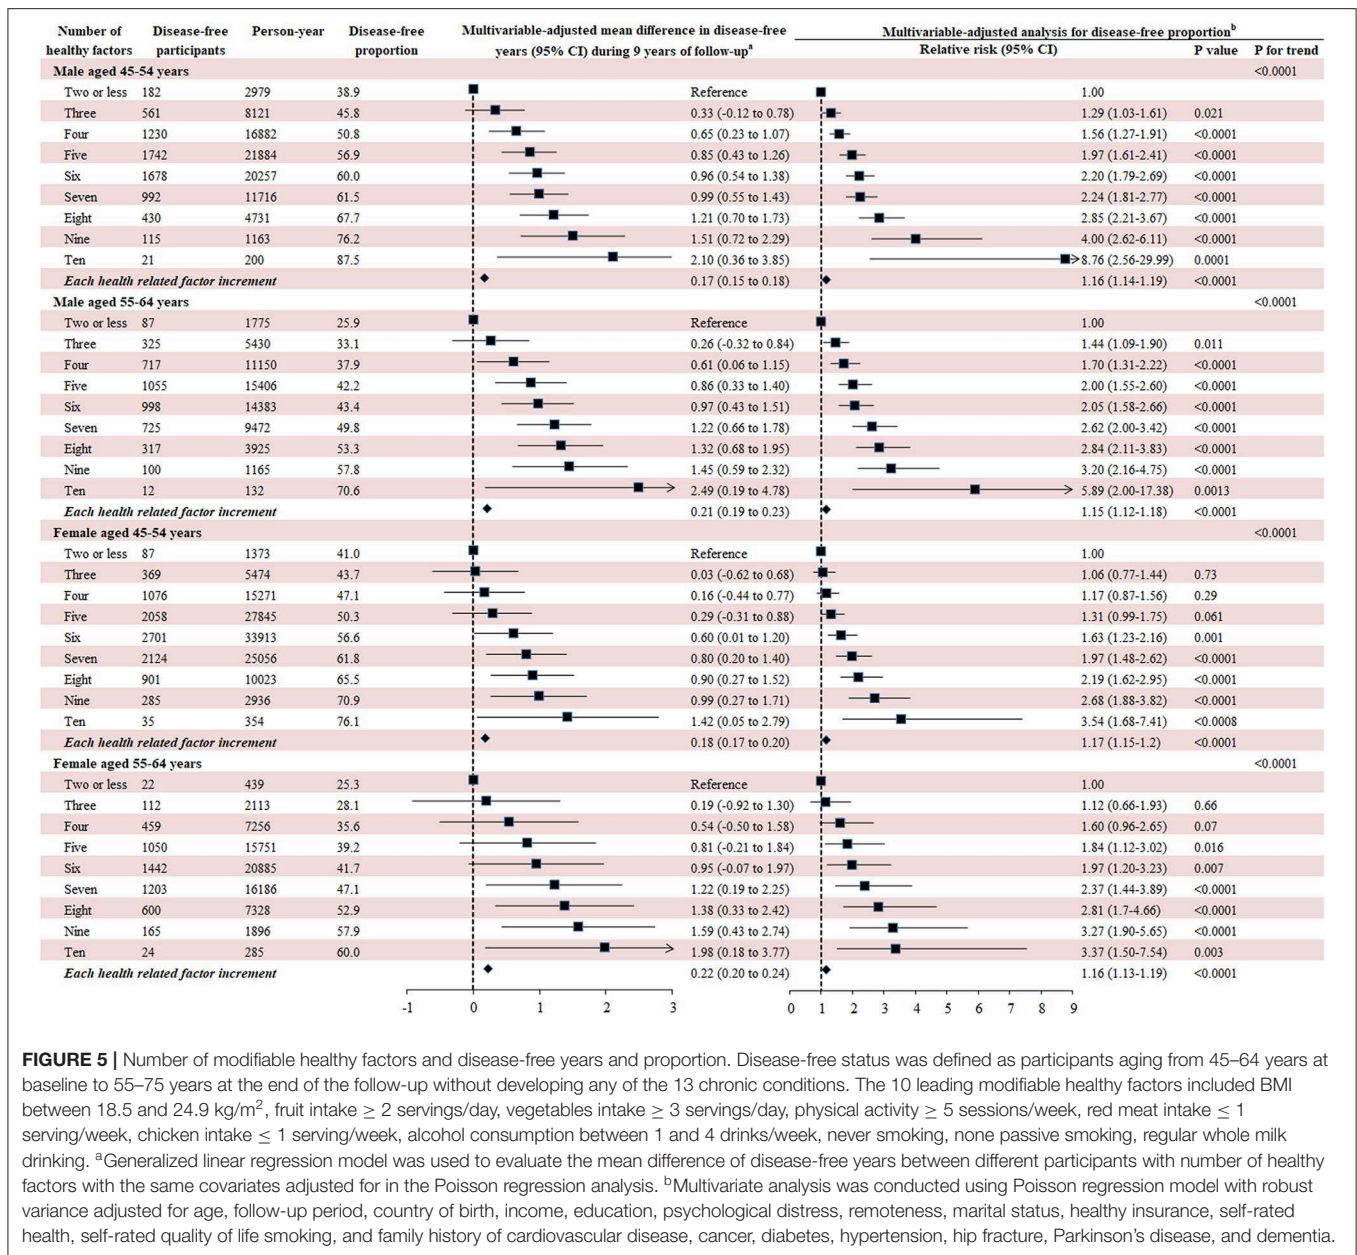 Number of healthy factors Disease-free participants Person-year Disease-free proportion Multivariable-adjusted mean difference in disease-free years (95% CI) during 9 years of follow-upᵃ Multivariable-adjusted analysis for disease-free proportionᵇ
Relative risk (95% CI) P value P for trend
Male aged 45-54 years <0.0001
Two or less 182 2979 38.9 Reference 1.00
Three 561 8121 45.8 0.33 (-0.12 to 0.78) 1.29 (1.03-1.61) 0.021
Four 1230 16882 50.8 0.65 (0.23 to 1.07) 1.56 (1.27-1.91) <0.0001
Five 1742 21884 56.9 0.85 (0.43 to 1.26) 1.97 (1.61-2.41) <0.0001
Six 1678 20257 60.0 0.96 (0.54 to 1.38) 2.20 (1.79-2.69) <0.0001
Seven 992 11716 61.5 0.99 (0.55 to 1.43) 2.24 (1.81-2.77) <0.0001
Eight 430 4731 67.7 1.21 (0.70 to 1.73) 2.85 (2.21-3.67) <0.0001
Nine 115 1163 76.2 1.51 (0.72 to 2.29) 4.00 (2.62-6.11) <0.0001
Ten 21 200 87.5 2.10 (0.36 to 3.85) 8.76 (2.56-29.99) 0.0001
Each health related factor increment 0.17 (0.15 to 0.18) 1.16 (1.14-1.19) <0.0001
Male aged 55-64 years <0.0001
Two or less 87 1775 25.9 Reference 1.00
Three 325 5430 33.1 0.26 (-0.32 to 0.84) 1.44 (1.09-1.90) 0.011
Four 717 11150 37.9 0.61 (0.06 to 1.15) 1.70 (1.31-2.22) <0.0001
Five 1055 15406 42.2 0.86 (0.33 to 1.40) 2.00 (1.55-2.60) <0.0001
Six 998 14383 43.4 0.97 (0.43 to 1.51) 2.05 (1.58-2.66) <0.0001
Seven 725 9472 49.8 1.22 (0.66 to 1.78) 2.62 (2.00-3.42) <0.0001
Eight 317 3925 53.3 1.32 (0.68 to 1.95) 2.84 (2.11-3.83) <0.0001
Nine 100 1165 57.8 1.45 (0.59 to 2.32) 3.20 (2.16-4.75) <0.0001
Ten 12 132 70.6 2.49 (0.19 to 4.78) 5.89 (2.00-17.38) 0.0013
Each health related factor increment 0.21 (0.19 to 0.23) 1.15 (1.12-1.18) <0.0001
Female aged 45-54 years <0.0001
Two or less 87 1373 41.0 Reference 1.00
Three 369 5474 43.7 0.03 (-0.62 to 0.68) 1.06 (0.77-1.44) 0.73
Four 1076 15271 47.1 0.16 (-0.44 to 0.77) 1.17 (0.87-1.56) 0.29
Five 2058 27845 50.3 0.29 (-0.31 to 0.88) 1.31 (0.99-1.75) 0.061
Six 2701 33913 56.6 0.60 (0.01 to 1.20) 1.63 (1.23-2.16) 0.001
Seven 2124 25056 61.8 0.80 (0.20 to 1.40) 1.97 (1.48-2.62) <0.0001
Eight 901 10023 65.5 0.90 (0.27 to 1.52) 2.19 (1.62-2.95) <0.0001
Nine 285 2936 70.9 0.99 (0.27 to 1.71) 2.68 (1.88-3.82) <0.0001
Ten 35 354 76.1 1.42 (0.05 to 2.79) 3.54 (1.68-7.41) <0.0008
Each health related factor increment 0.18 (0.17 to 0.20) 1.17 (1.15-1.2) <0.0001
Female aged 55-64 years <0.0001
Two or less 22 439 25.3 Reference 1.00
Three 112 2113 28.1 0.19 (-0.92 to 1.30) 1.12 (0.66-1.93) 0.66
Four 459 7256 35.6 0.54 (-0.50 to 1.58) 1.60 (0.96-2.65) 0.07
Five 1050 15751 39.2 0.81 (-0.21 to 1.84) 1.84 (1.12-3.02) 0.016
Six 1442 20885 41.7 0.95 (-0.07 to 1.97) 1.97 (1.20-3.23) 0.007
Seven 1203 16186 47.1 1.22 (0.19 to 2.25) 2.37 (1.44-3.89) <0.0001
Eight 600 7328 52.9 1.38 (0.33 to 2.42) 2.81 (1.7-4.66) <0.0001
Nine 165 1896 57.9 1.59 (0.43 to 2.74) 3.27 (1.90-5.65) <0.0001
Ten 24 285 60.0 1.98 (0.18 to 3.77) 3.37 (1.50-7.54) 0.003
Each health related factor increment 0.22 (0.20 to 0.24) 1.16 (1.13-1.19) <0.0001
-1 0 1 2 3 0 1 2 3 4 5 6 7 8 9
FIGURE 5 | Number of modifiable healthy factors and disease-free years and proportion. Disease-free status was defined as participants aging from 45–64 years at
baseline to 55–75 years at the end of the follow-up without developing any of the 13 chronic conditions. The 10 leading modifiable healthy factors included BMI
between 18.5 and 24.9 kg/m², fruit intake ≥ 2 servings/day, vegetables intake ≥ 3 servings/day, physical activity ≥ 5 sessions/week, red meat intake ≤ 1
serving/week, chicken intake ≤ 1 serving/week, alcohol consumption between 1 and 4 drinks/week, never smoking, none passive smoking, regular whole milk
drinking. ᵃGeneralized linear regression model was used to evaluate the mean difference of disease-free years between different participants with number of healthy
factors with the same covariates adjusted for in the Poisson regression analysis. ᵇMultivariate analysis was conducted using Poisson regression model with robust
variance adjusted for age, follow-up period, country of birth, income, education, psychological distress, remoteness, marital status, healthy insurance, self-rated
health, self-rated quality of life smoking, and family history of cardiovascular disease, cancer, diabetes, hypertension, hip fracture, Parkinson's disease, and dementia.